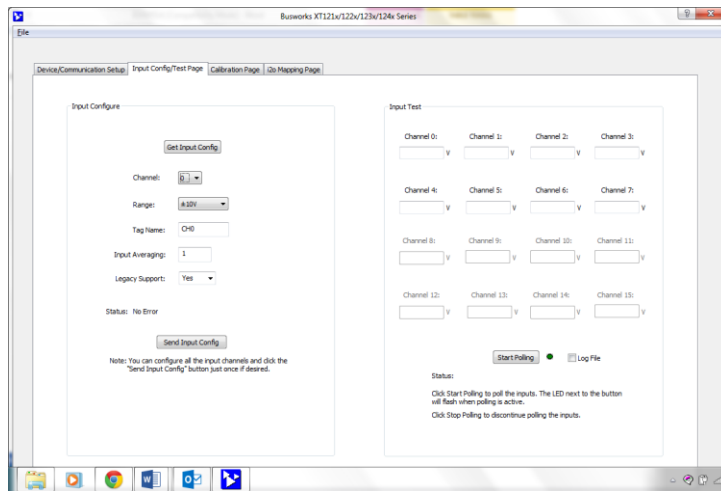 Busworks XT121x/122x/123x/124x Series
File
Device/Communication Setup Input Config/Test Page Calibration Page i2o Mapping Page
Input Configure
Get Input Config
Channel: 0
Range: ±10V
Tag Name: CH0
Input Averaging: 1
Legacy Support: Yes
Status: No Error
Send Input Config
Note: You can configure all the input channels and click the
"Send Input Config" button just once if desired.
Input Test
Channel 0: Channel 1: Channel 2: Channel 3:
V V V V
Channel 4: Channel 5: Channel 6: Channel 7:
V V V V
Channel 8: Channel 9: Channel 10: Channel 11:
V V V V
Channel 12: Channel 13: Channel 14: Channel 15:
V V V V
Start Polling Log File
Status:
Click Start Polling to poll the inputs. The LED next to the button
will flash when polling is active.
Click Stop Polling to discontinue polling the inputs.